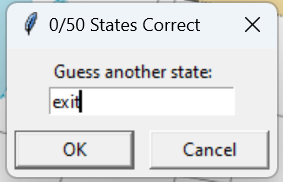 0/50 States Correct
Guess another state:
exit
OK Cancel